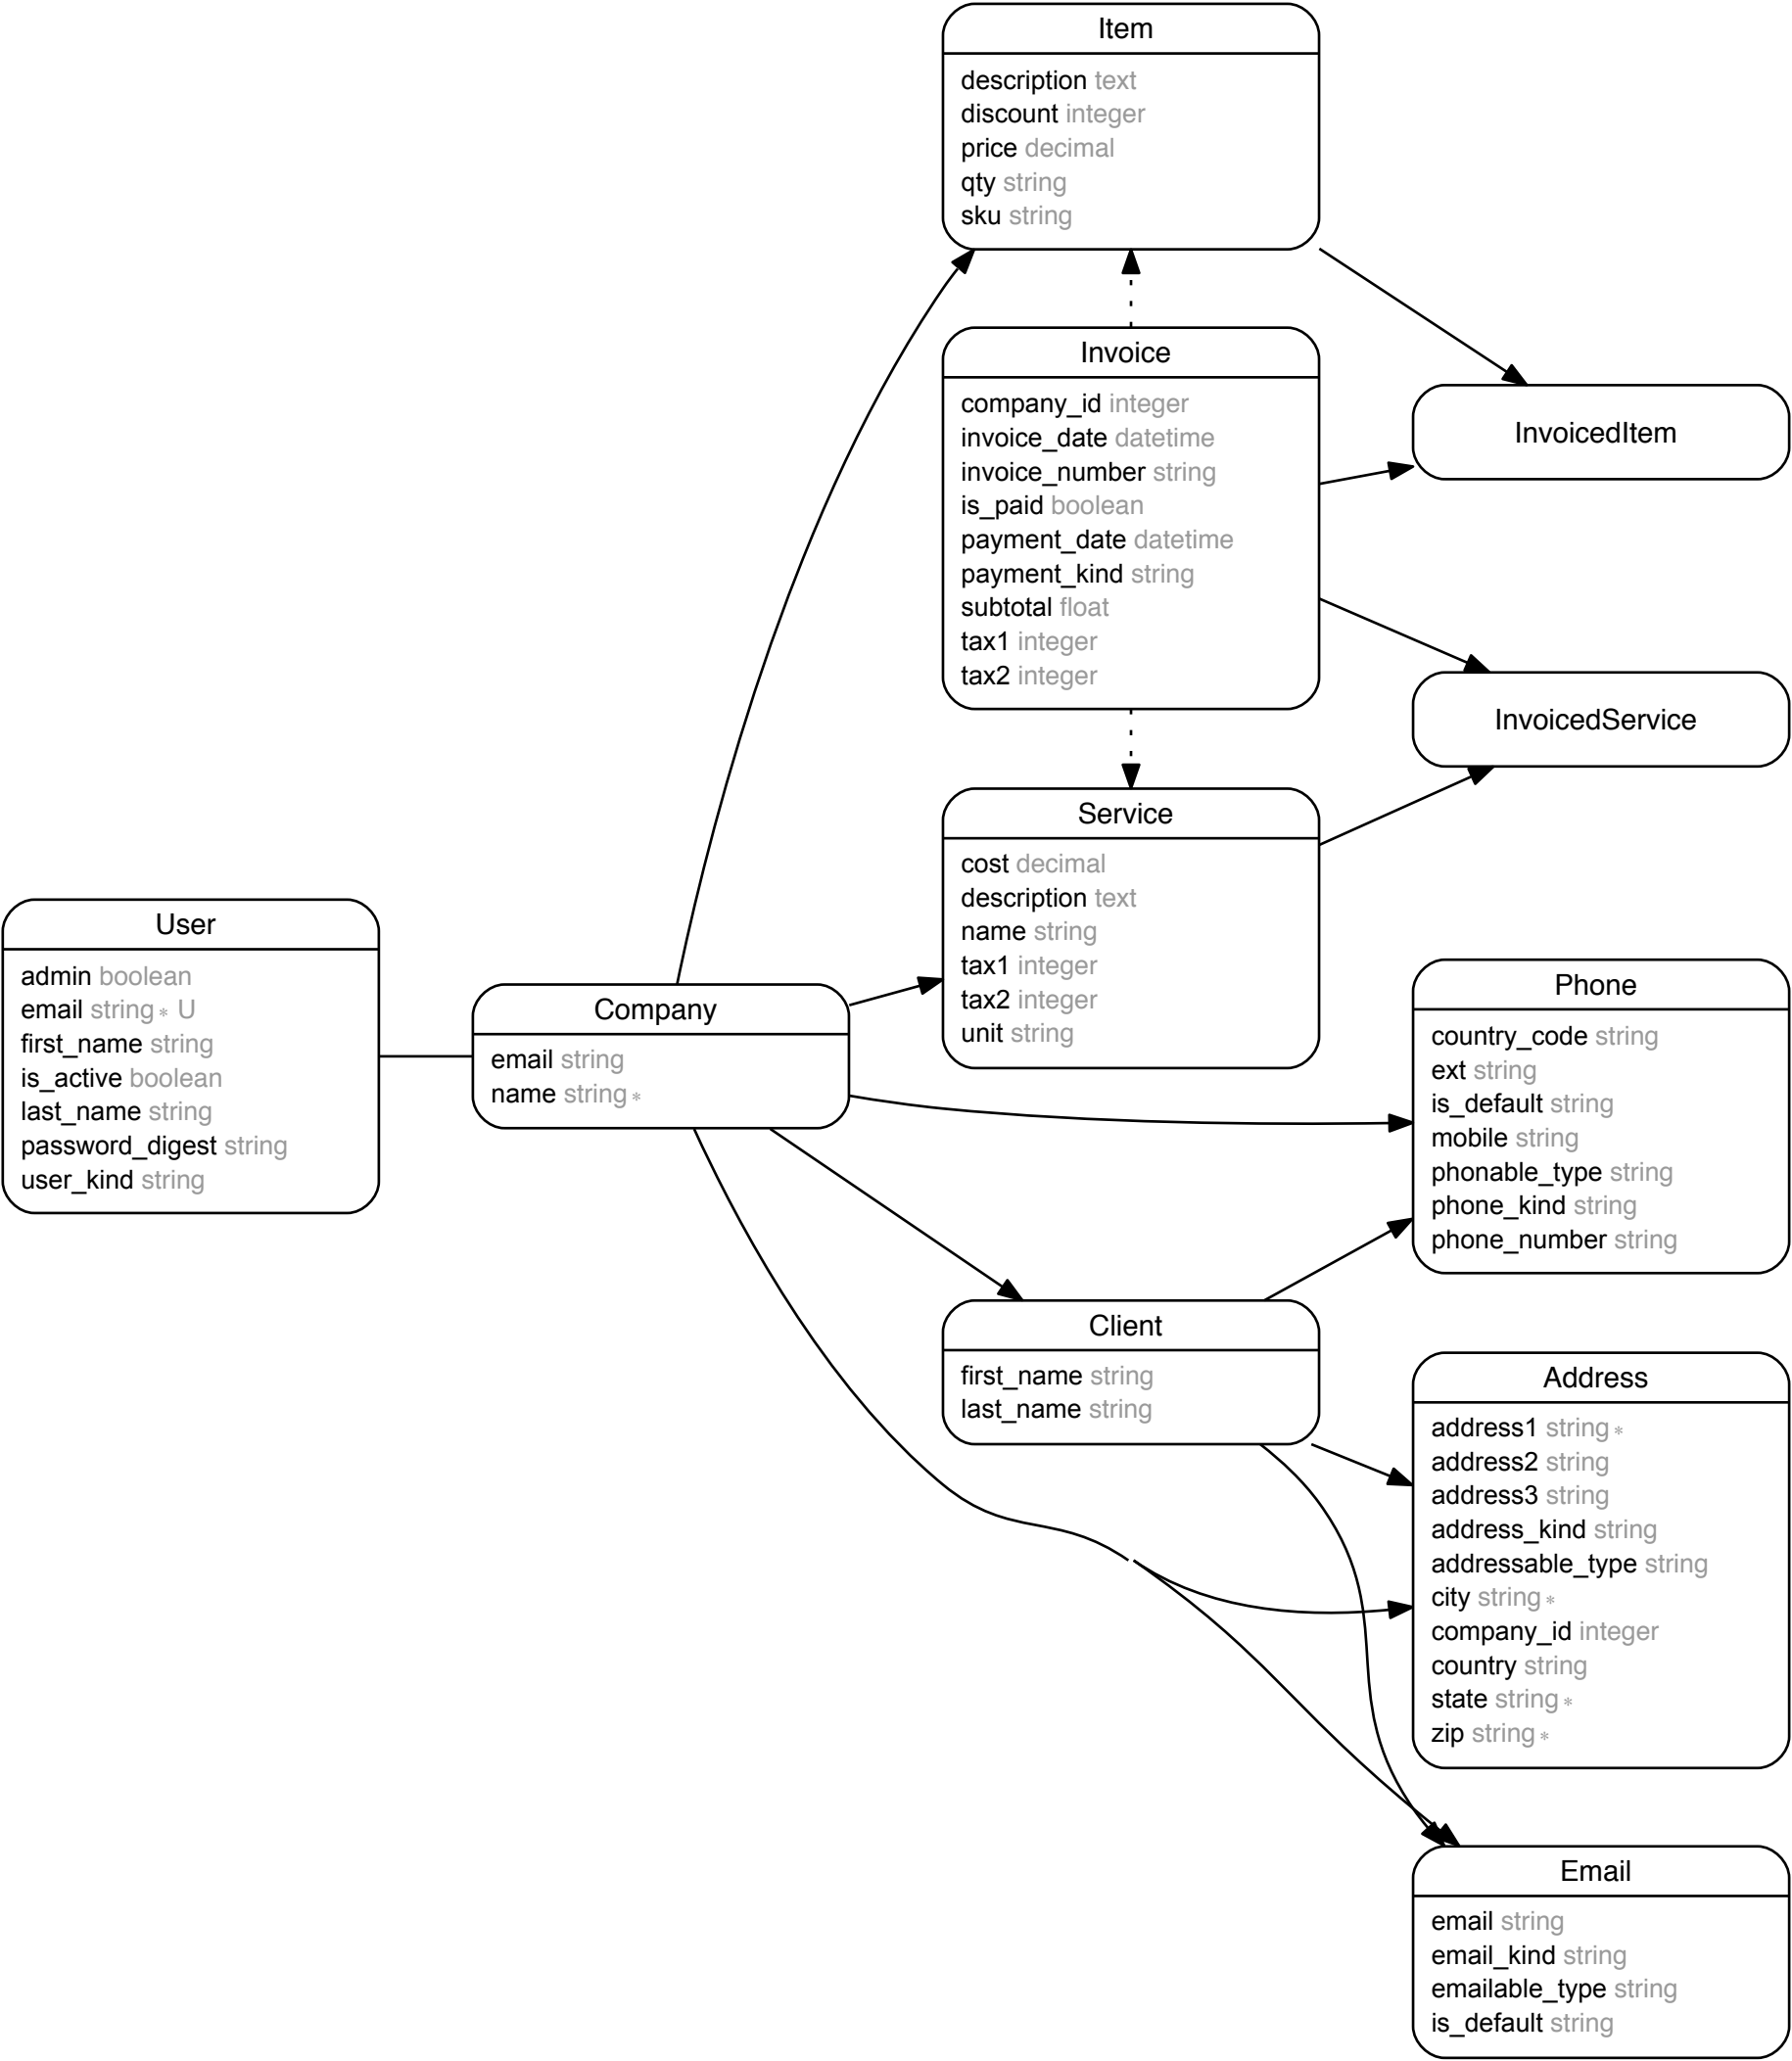 Item
description text
discount integer
price decimal
qty string
sku string
Invoice
company_id integer
invoice_date datetime
invoice_number string
is_paid boolean
payment_date datetime
payment_kind string
subtotal float
tax1 integer
tax2 integer
InvoicedItem
InvoicedService
Service
cost decimal
description text
name string
tax1 integer
tax2 integer
unit string
User
admin boolean
email string * U
first_name string
is_active boolean
last_name string
password_digest string
user_kind string
Company
email string
name string *
Phone
country_code string
ext string
is_default string
mobile string
phonable_type string
phone_kind string
phone_number string
Client
first_name string
last_name string
Address
address1 string *
address2 string
address3 string
address_kind string
addressable_type string
city string *
company_id integer
country string
state string *
zip string *
Email
email string
email_kind string
emailable_type string
is_default string